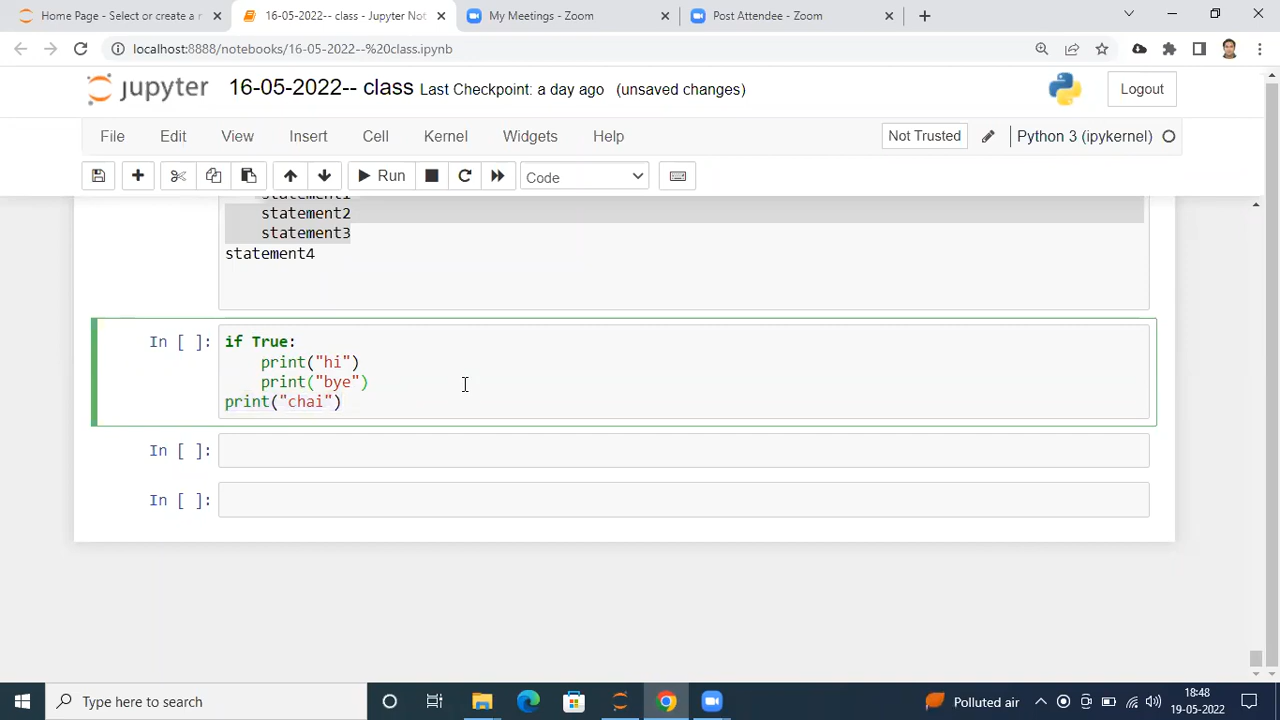 Home Page - Select or create a n
16-05-2022-- class - Jupyter Not
My Meetings - Zoom
Post Attendee - Zoom
localhost:8888/notebooks/16-05-2022--%20class.ipynb
jupyter 16-05-2022-- class Last Checkpoint: a day ago (unsaved changes)
Logout
File Edit View Insert Cell Kernel Widgets Help
Not Trusted
Python 3 (ipykernel)
Run
Code
statement1
statement2
statement3
statement4
In [ ]:
if True:
    print("hi")
    print("bye")
print("chai")
In [ ]:
In [ ]:
Type here to search
Polluted air
18:48
19-05-2022